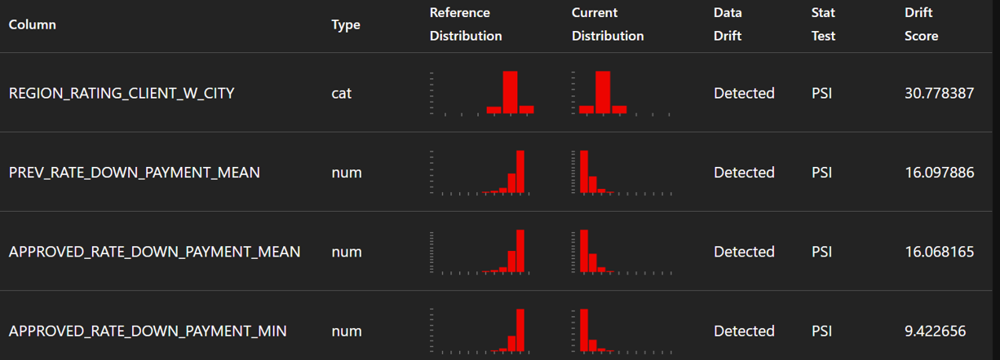 Column Type Reference Distribution Current Distribution Data Drift Stat Test Drift Score
REGION_RATING_CLIENT_W_CITY cat Detected PSI 30.778387
PREV_RATE_DOWN_PAYMENT_MEAN num Detected PSI 16.097886
APPROVED_RATE_DOWN_PAYMENT_MEAN num Detected PSI 16.068165
APPROVED_RATE_DOWN_PAYMENT_MIN num Detected PSI 9.422656